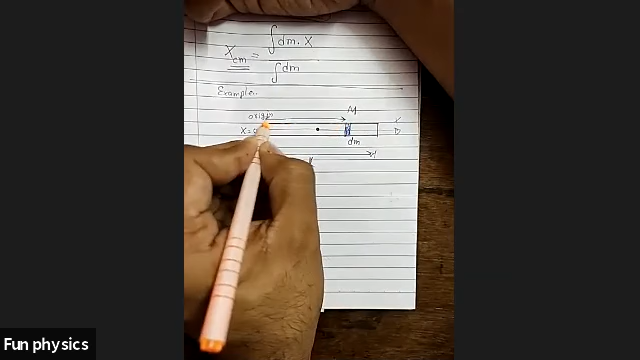 X_cm = ∫dm. X / ∫dm
Example:-
origin
M
X=0
x
dm
Fun physics